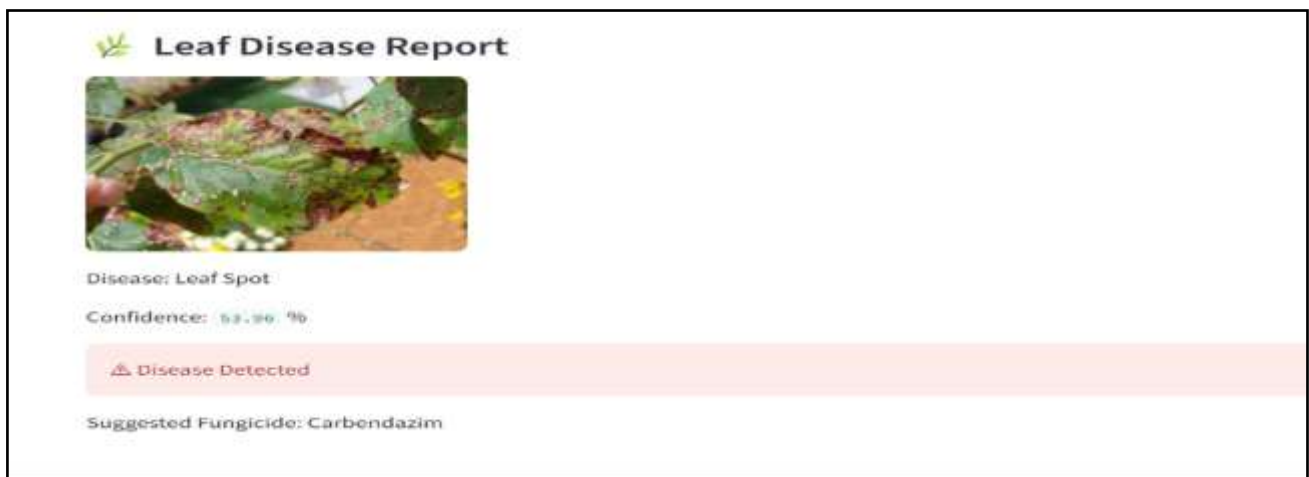 Leaf Disease Report
Disease: Leaf Spot
Confidence: %
⚠ Disease Detected
Suggested Fungicide: Carbendazim